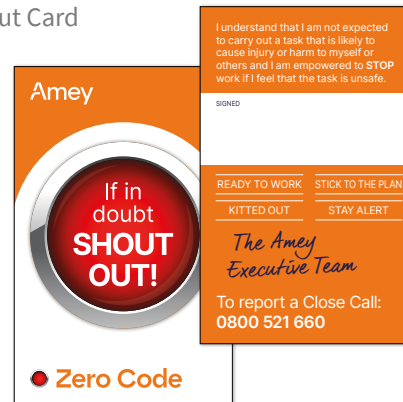 ut Card
Amey
If in
doubt
SHOUT
OUT!
Zero Code
I understand that I am not expected
to carry out a task that is likely to
cause injury or harm to myself or
others and I am empowered to STOP
work if I feel that the task is unsafe.
SIGNED
READY TO WORK STICK TO THE PLAN
KITTED OUT STAY ALERT
The Amey
Executive Team
To report a Close Call:
0800 521 660